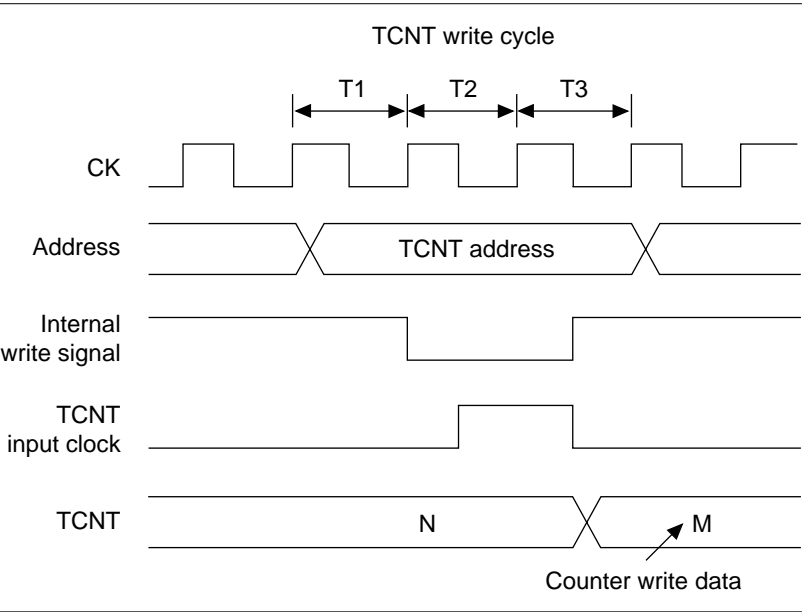 TCNT write cycle
T1 T2 T3
CK
Address
TCNT address
Internal
write signal
TCNT
input clock
TCNT
N
M
Counter write data